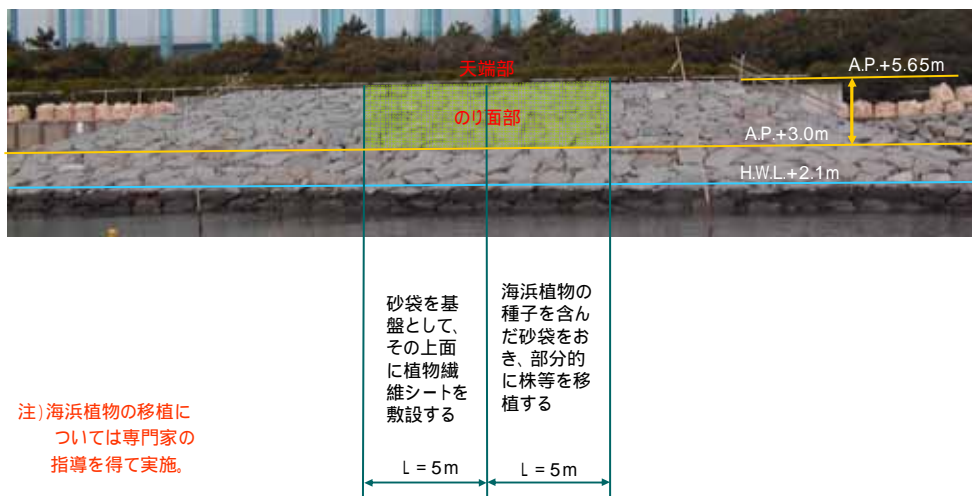 天端部
A.P.+5.65m
のり面部
A.P.+3.0m
H.W.L.+2.1m
砂袋を基
盤として、
その上面
に植物繊
維シートを
敷設する
海浜植物の
種子を含ん
だ砂袋をお
き、部分的
に株等を移
植する
注)海浜植物の移植に
ついては専門家の
指導を得て実施。
L = 5m
L = 5m